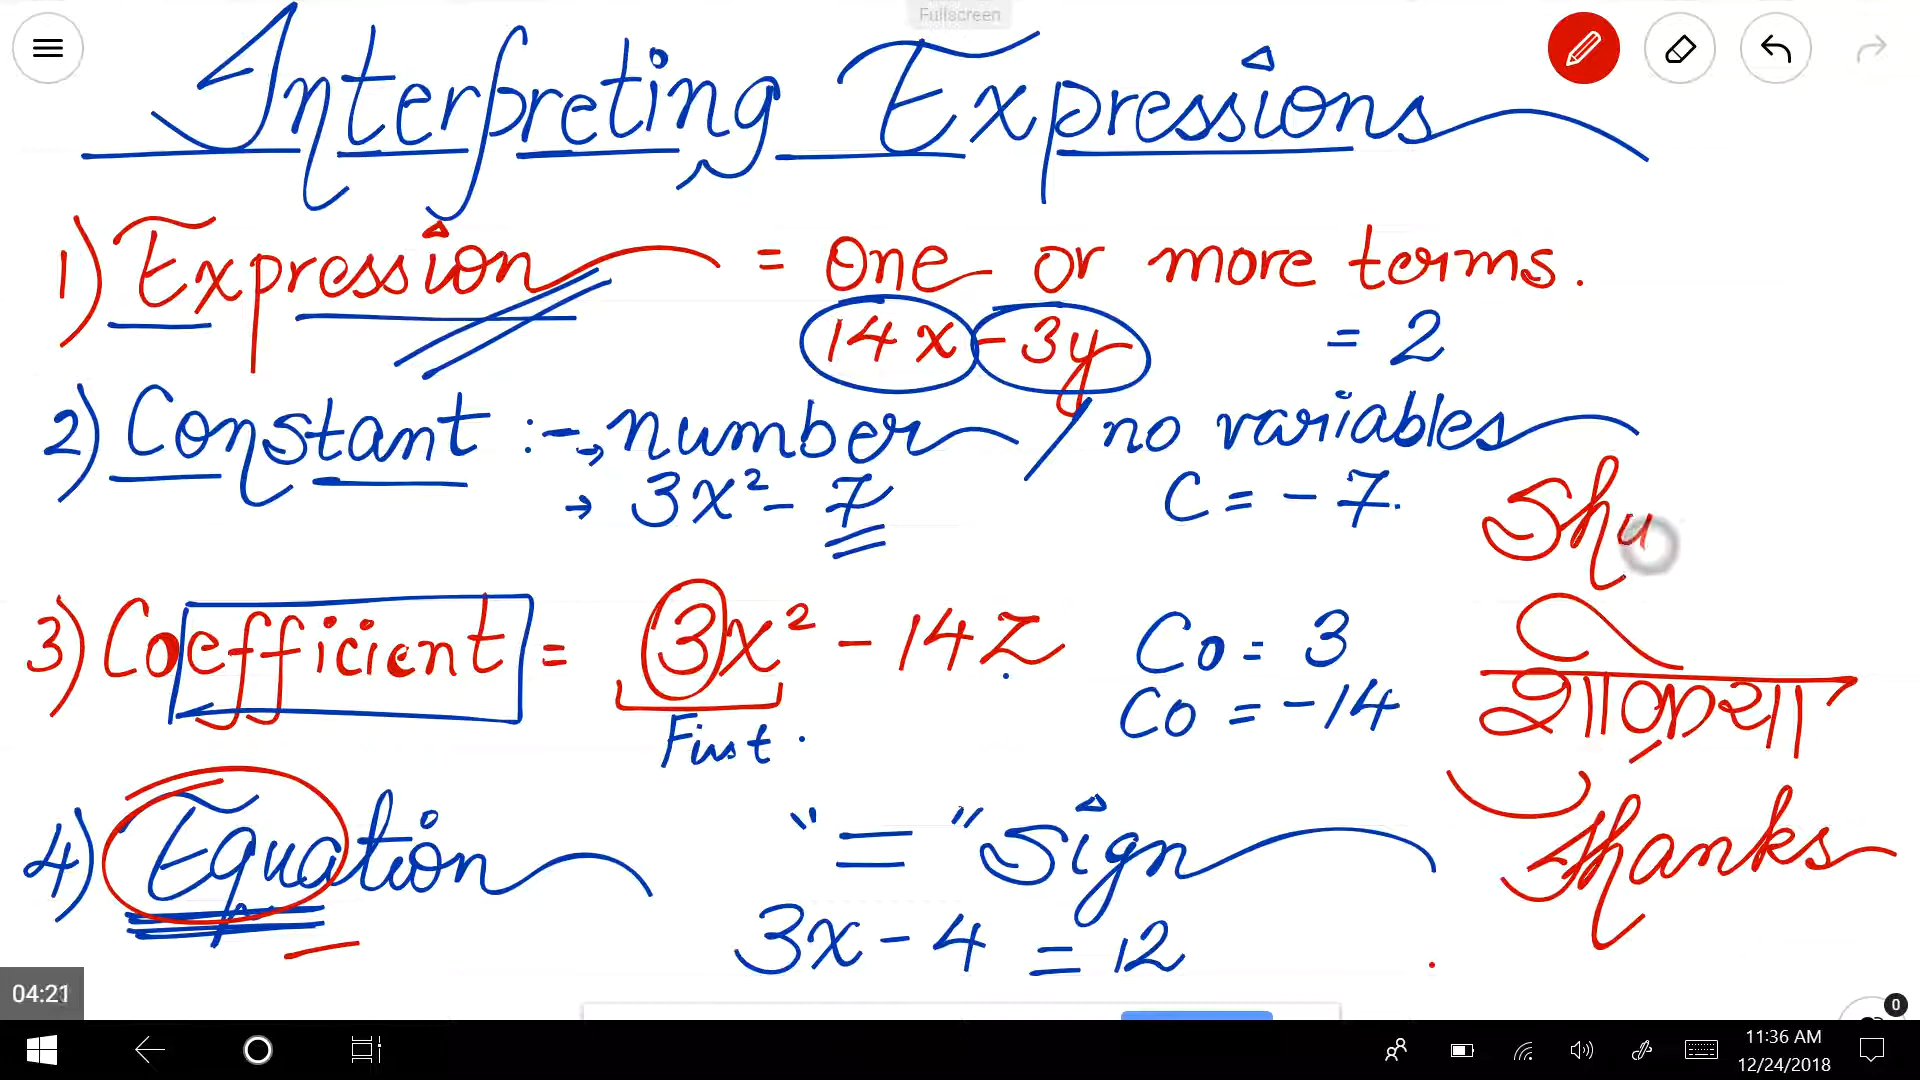 Fullscreen
Interpreting Expressions
1) Expression = One or more terms.
14x - 3y = 2
2) Constant :- → number / no variables
→ 3x² - 7 C = - 7.
Shu
3) Coefficient = 3x² - 14Z Co = 3
First. Co = -14
Thanks
4) Equation "=" Sign
3x - 4 = 12
04:21
0
11:36 AM
12/24/2018